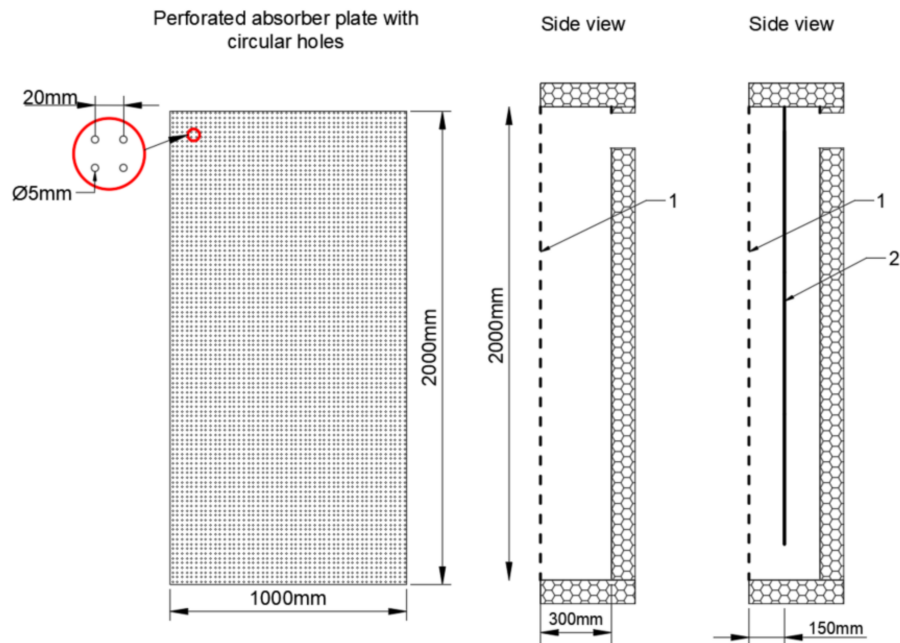 Perforated absorber plate with
circular holes
Side view
Side view
20mm
Ø5mm
2000mm
1000mm
2000mm
1
300mm
1
2
150mm